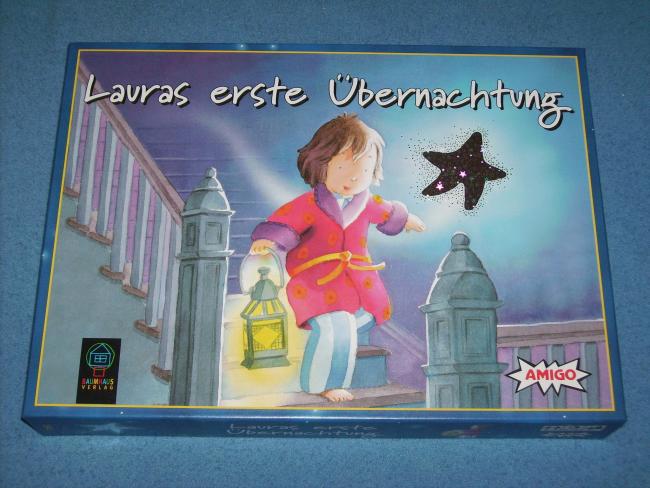 Lauras erste Übernachtung
BAUMHAUS
VERLAG
AMIGO
Lauras erste
Übernachtung